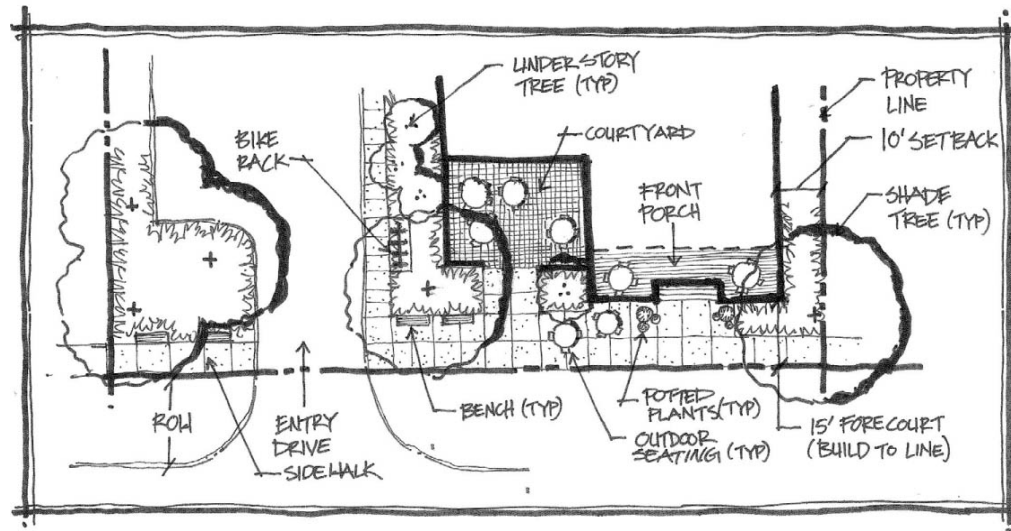 UNDERSTORY
TREE (TYP)
PROPERTY
LINE
BIKE
RACK
COURTYARD
10' SETBACK
FRONT
PORCH
SHADE
TREE (TYP)
ROW
ENTRY
DRIVE
SIDEWALK
BENCH (TYP)
POTTED
PLANTS (TYP)
OUTDOOR
SEATING (TYP)
15' FORECOURT
(BUILD TO LINE)